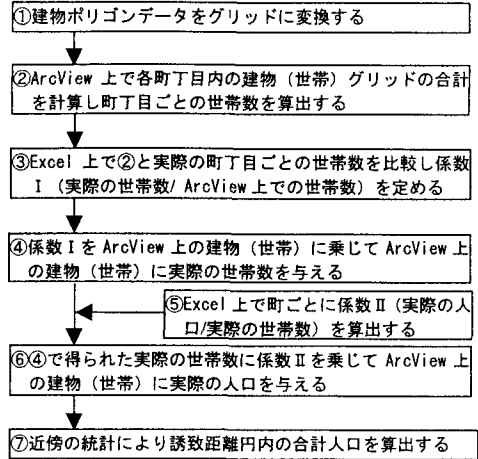 ①建物ポリゴンデータをグリッドに変換する
②ArcView 上で各町丁目内の建物（世帯）グリッドの合計
を計算し町丁目ごとの世帯数を算出する
③Excel 上で②と実際の町丁目ごとの世帯数を比較し係数
Ⅰ（実際の世帯数/ ArcView 上での世帯数）を定める
④係数Ⅰを ArcView 上の建物（世帯）に乗じて ArcView 上
の建物（世帯）に実際の世帯数を与える
⑤Excel 上で町ごとに係数Ⅱ（実際の人
口/実際の世帯数）を算出する
⑥④で得られた実際の世帯数に係数Ⅱを乗じて ArcView 上
の建物（世帯）に実際の人口を与える
⑦近傍の統計により誘致距離円内の合計人口を算出する